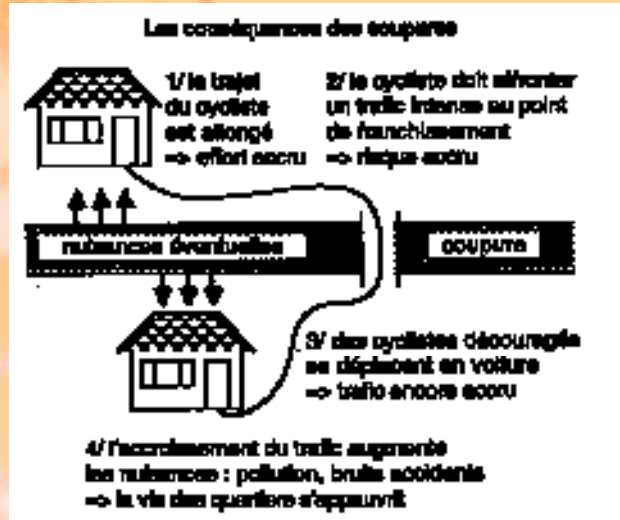 Les conséquences des coupures
1/ le trajet
du cycliste
est allongé
=> effort accru
2/ le cycliste doit affronter
un trafic intense au point
de franchissement
=> risque accru
nuisances éventuelles
coupure
3/ des cyclistes découragés
se déplacent en voiture
=> trafic encore accru
4/ l'accroissement du trafic augmente
les nuisances : pollution, bruits accidents
=> la vie des quartiers s'appauvrit